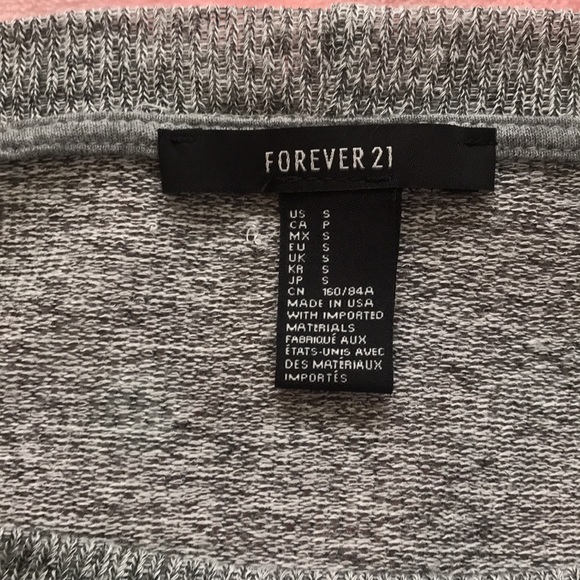 FOREVER 21
US S
CA P
MX S
EU S
UK S
KR S
JP S
CN 160/84A
MADE IN USA
WITH IMPORTED
MATERIALS
FABRIQUÉ AUX
ÉTATS-UNIS AVEC
DES MATÉRIAUX
IMPORTÉS